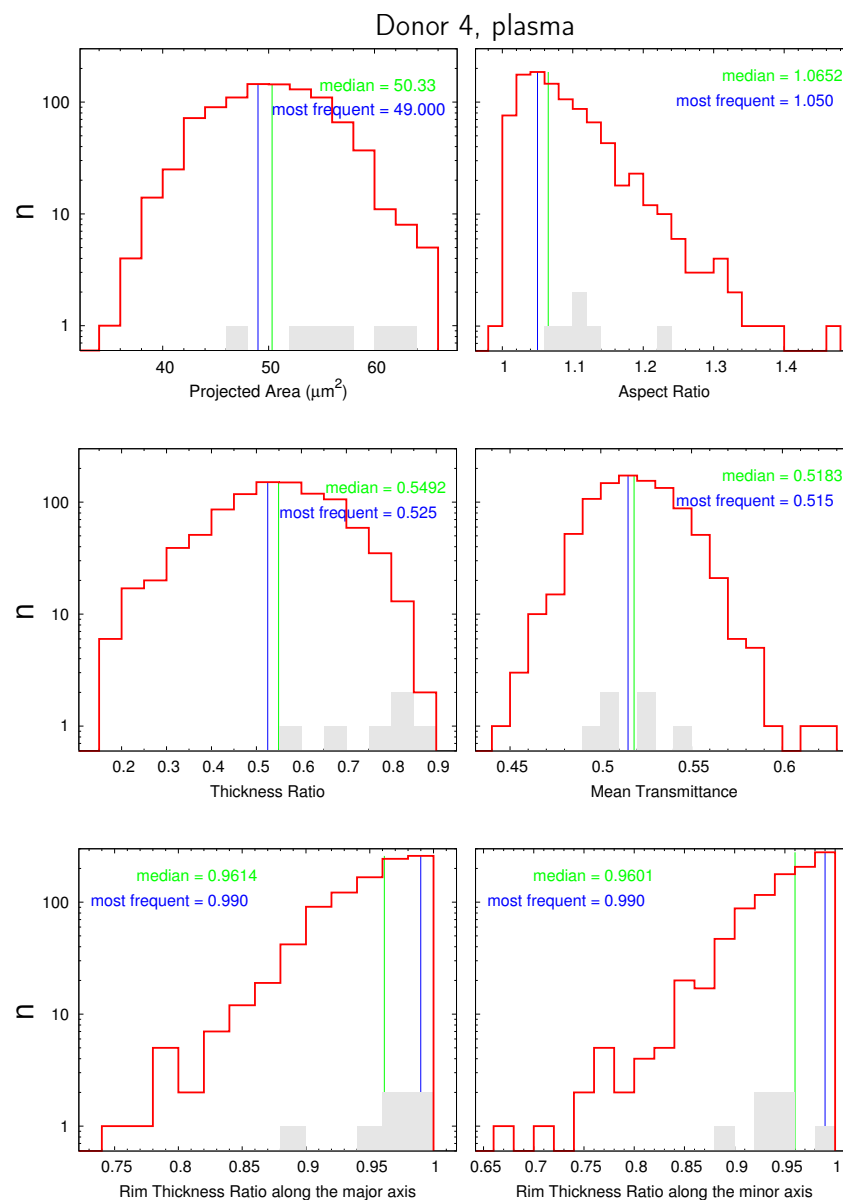 Donor 4, plasma
median = 50.33
most frequent = 49.000
100
10
1
n
40
50
60
Projected Area (μm²)
median = 1.0652
most frequent = 1.050
1
1.1
1.2
1.3
1.4
Aspect Ratio
median = 0.5492
most frequent = 0.525
100
10
1
n
0.2
0.3
0.4
0.5
0.6
0.7
0.8
0.9
Thickness Ratio
median = 0.5183
most frequent = 0.515
0.45
0.5
0.55
0.6
Mean Transmittance
median = 0.9614
most frequent = 0.990
100
10
1
n
0.75
0.8
0.85
0.9
0.95
1
Rim Thickness Ratio along the major axis
median = 0.9601
most frequent = 0.990
0.65
0.7
0.75
0.8
0.85
0.9
0.95
1
Rim Thickness Ratio along the minor axis